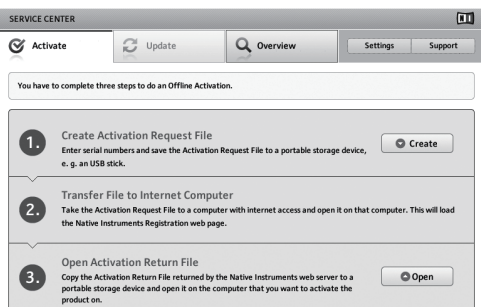 SERVICE CENTER
NI
Activate
Update
Overview
Settings
Support
You have to complete three steps to do an Offline Activation.
1.
Create Activation Request File
Enter serial numbers and save the Activation Request File to a portable storage device,
e. g. an USB stick.
Create
2.
Transfer File to Internet Computer
Take the Activation Request File to a computer with internet access and open it on that computer. This will load
the Native Instruments Registration web page.
3.
Open Activation Return File
Copy the Activation Return File returned by the Native Instruments web server to a
portable storage device and open it on the computer that you want to activate the
product on.
Open